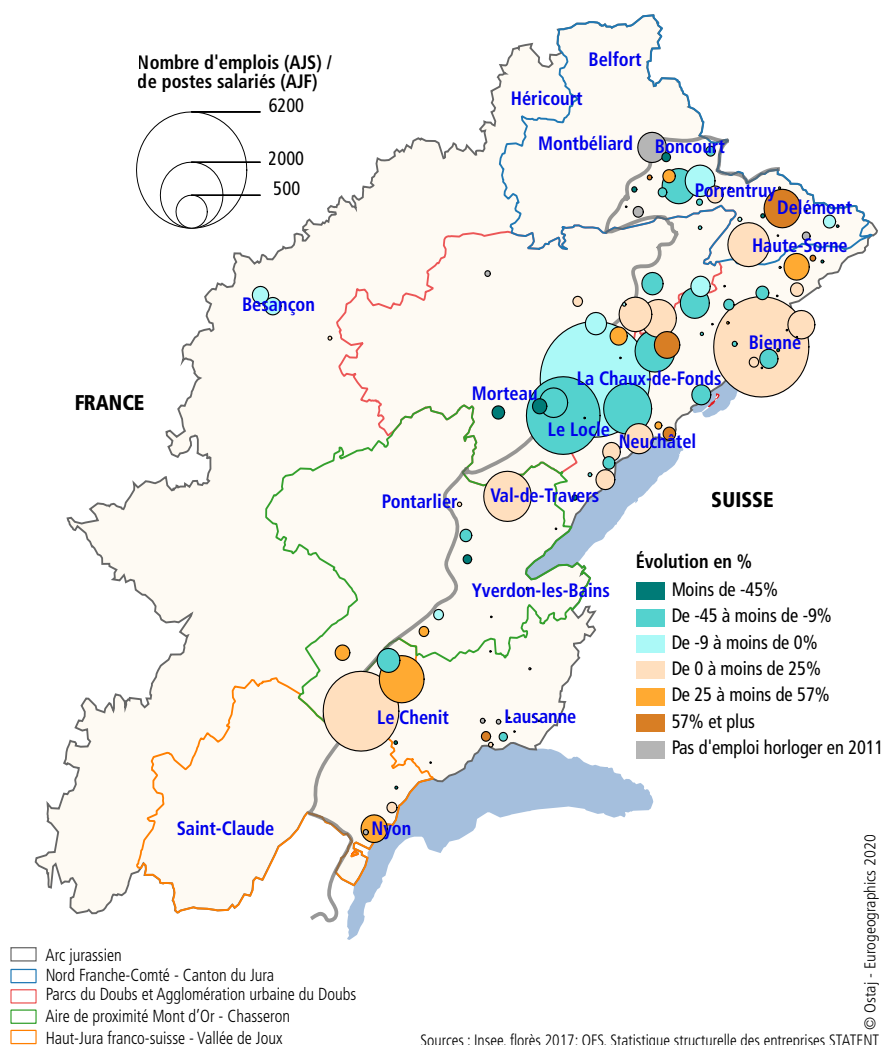 Nombre d'emplois (AJS) /
de postes salariés (AJF)
6200
2000
500
Belfort
Héricourt
Montbéliard
Boncourt
Porrentruy
Delémont
Haute-Sorne
Besançon
Bienne
La Chaux-de-Fonds
FRANCE
Morteau
Le Locle
Neuchâtel
Pontarlier
Val-de-Travers
SUISSE
Yverdon-les-Bains
Le Chenit
Lausanne
Saint-Claude
Nyon
Évolution en %
Moins de -45%
De -45 à moins de -9%
De -9 à moins de 0%
De 0 à moins de 25%
De 25 à moins de 57%
57% et plus
Pas d'emploi horloger en 2011
Arc jurassien
Nord Franche-Comté - Canton du Jura
Parcs du Doubs et Agglomération urbaine du Doubs
Aire de proximité Mont d'Or - Chasseron
Haut-Jura franco-suisse - Vallée de Joux
© Ostaj - Eurogeographics 2020
Sources : Insee, florès 2017; OFS, Statistique structurelle des entreprises STATENT